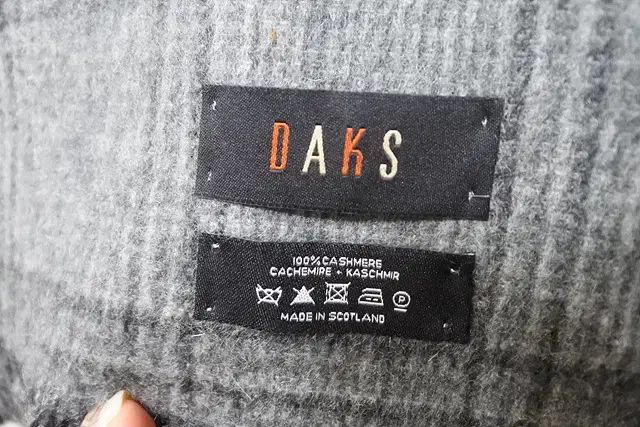 DAKS
100% CASHMERE
CACHEMIRE + KASCHMIR
P
MADE IN SCOTLAND